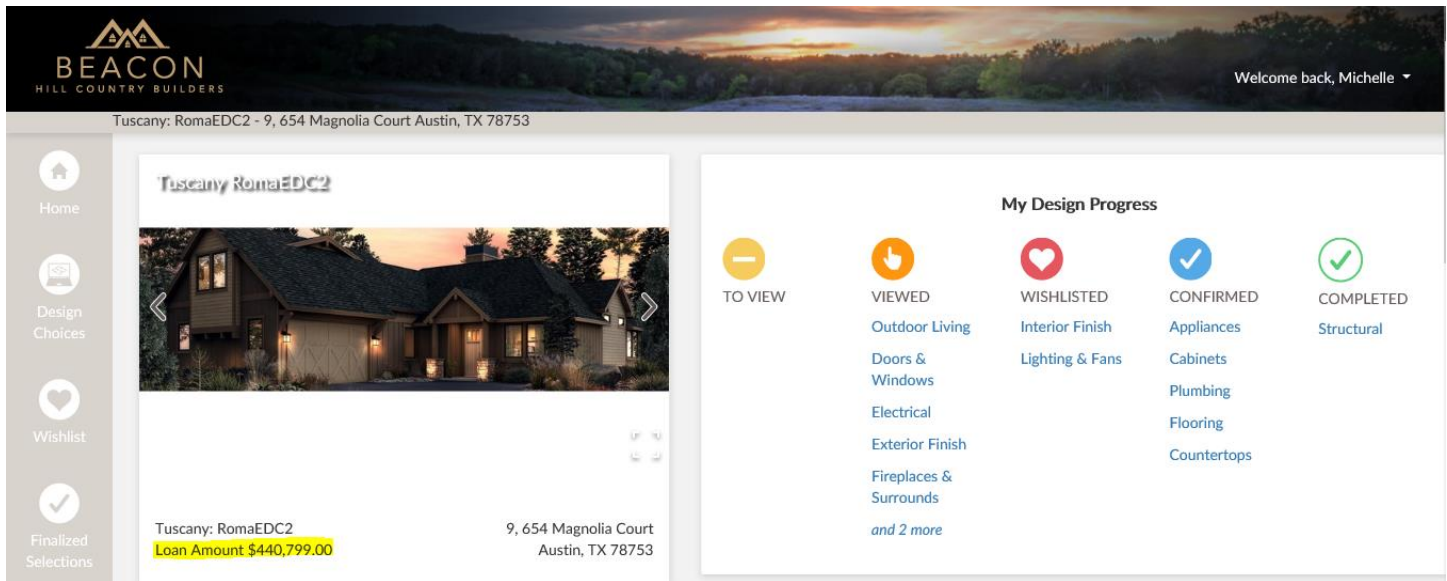 BEACON
HILL COUNTRY BUILDERS
Welcome back, Michelle
Tuscany: RomaEDC2 - 9, 654 Magnolia Court Austin, TX 78753
Home
Design
Choices
Wishlist
Finalized
Selections
Tuscany RomaEDC2
Tuscany: RomaEDC2
Loan Amount $440,799.00
9, 654 Magnolia Court
Austin, TX 78753
My Design Progress
TO VIEW
VIEWED
Outdoor Living
Doors &
Windows
Electrical
Exterior Finish
Fireplaces &
Surrounds
and 2 more
WISHLISTED
Interior Finish
Lighting & Fans
CONFIRMED
Appliances
Cabinets
Plumbing
Flooring
Countertops
COMPLETED
Structural